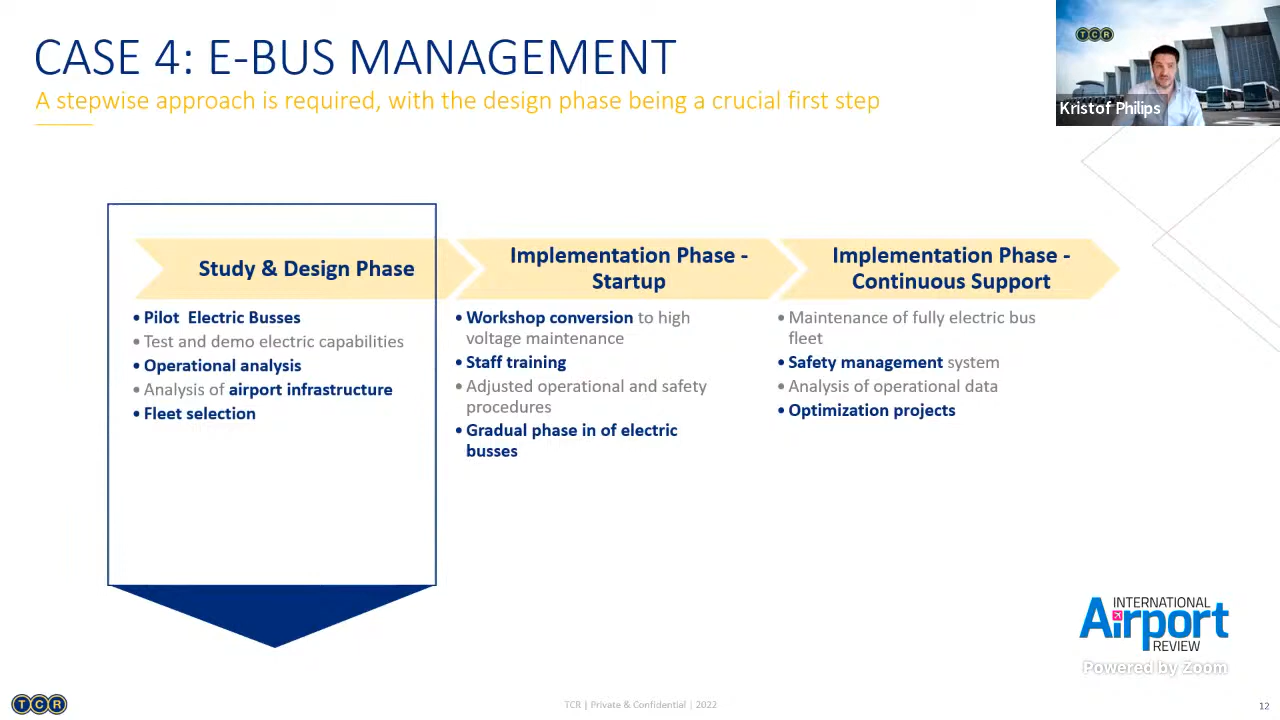 CASE 4: E-BUS MANAGEMENT
A stepwise approach is required, with the design phase being a crucial first step
TCR
Kristof Philips
Study & Design Phase
• Pilot  Electric Busses
• Test and demo electric capabilities
• Operational analysis
• Analysis of airport infrastructure
• Fleet selection
Implementation Phase -
Startup
• Workshop conversion to high
voltage maintenance
• Staff training
• Adjusted operational and safety
procedures
• Gradual phase in of electric
busses
Implementation Phase -
Continuous Support
• Maintenance of fully electric bus
fleet
• Safety management system
• Analysis of operational data
• Optimization projects
INTERNATIONAL
Airport
REVIEW
Powered by Zoom
TCR
TCR | Private & Confidential | 2022
12